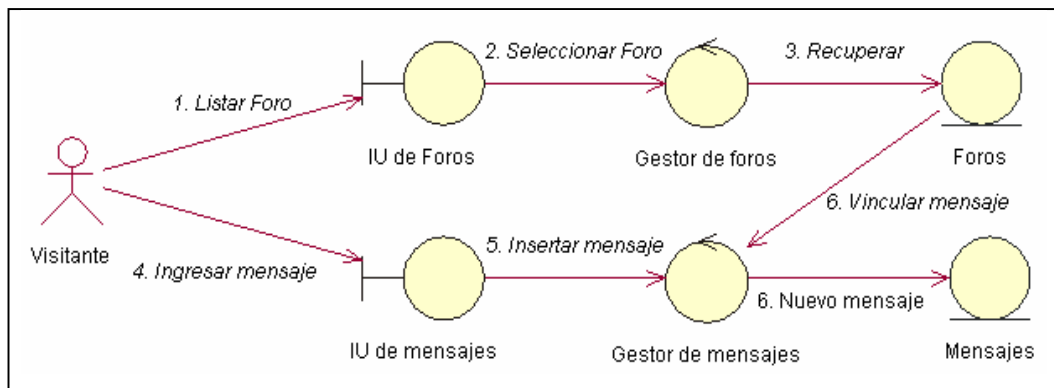 2. Seleccionar Foro
3. Recuperar
1. Listar Foro
IU de Foros
Gestor de foros
Foros
6. Vincular mensaje
Visitante
4. Ingresar mensaje
5. Insertar mensaje
6. Nuevo mensaje
IU de mensajes
Gestor de mensajes
Mensajes